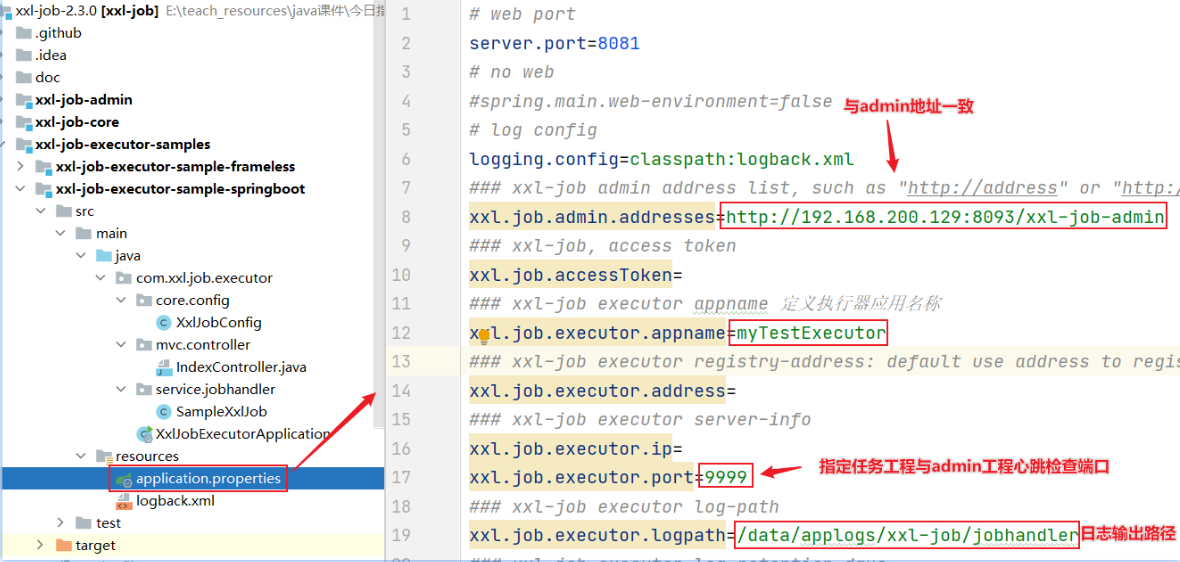 xxl-job-2.3.0 [xxl-job] E:\teach_resources\java课件\今日指
.github
.idea
doc
xxl-job-admin
xxl-job-core
xxl-job-executor-samples
xxl-job-executor-sample-frameless
xxl-job-executor-sample-springboot
src
main
java
com.xxl.job.executor
core.config
XxlJobConfig
mvc.controller
IndexController.java
service.jobhandler
SampleXxlJob
XxlJobExecutorApplication
resources
application.properties
logback.xml
test
target
1 # web port
2 server.port=8081
3 # no web
4 #spring.main.web-environment=false
与admin地址一致
5 # log config
6 logging.config=classpath:logback.xml
7 ### xxl-job admin address list, such as "http://address" or "http:/
8 xxl.job.admin.addresses=http://192.168.200.129:8093/xxl-job-admin
9 ### xxl-job, access token
10 xxl.job.accessToken=
11 ### xxl-job executor appname 定义执行器应用名称
12 xxl.job.executor.appname=myTestExecutor
13 ### xxl-job executor registry-address: default use address to regis
14 xxl.job.executor.address=
15 ### xxl-job executor server-info
16 xxl.job.executor.ip=
17 xxl.job.executor.port=9999
指定任务工程与admin工程心跳检查端口
18 ### xxl-job executor log-path
19 xxl.job.executor.logpath=/data/applogs/xxl-job/jobhandler
日志输出路径